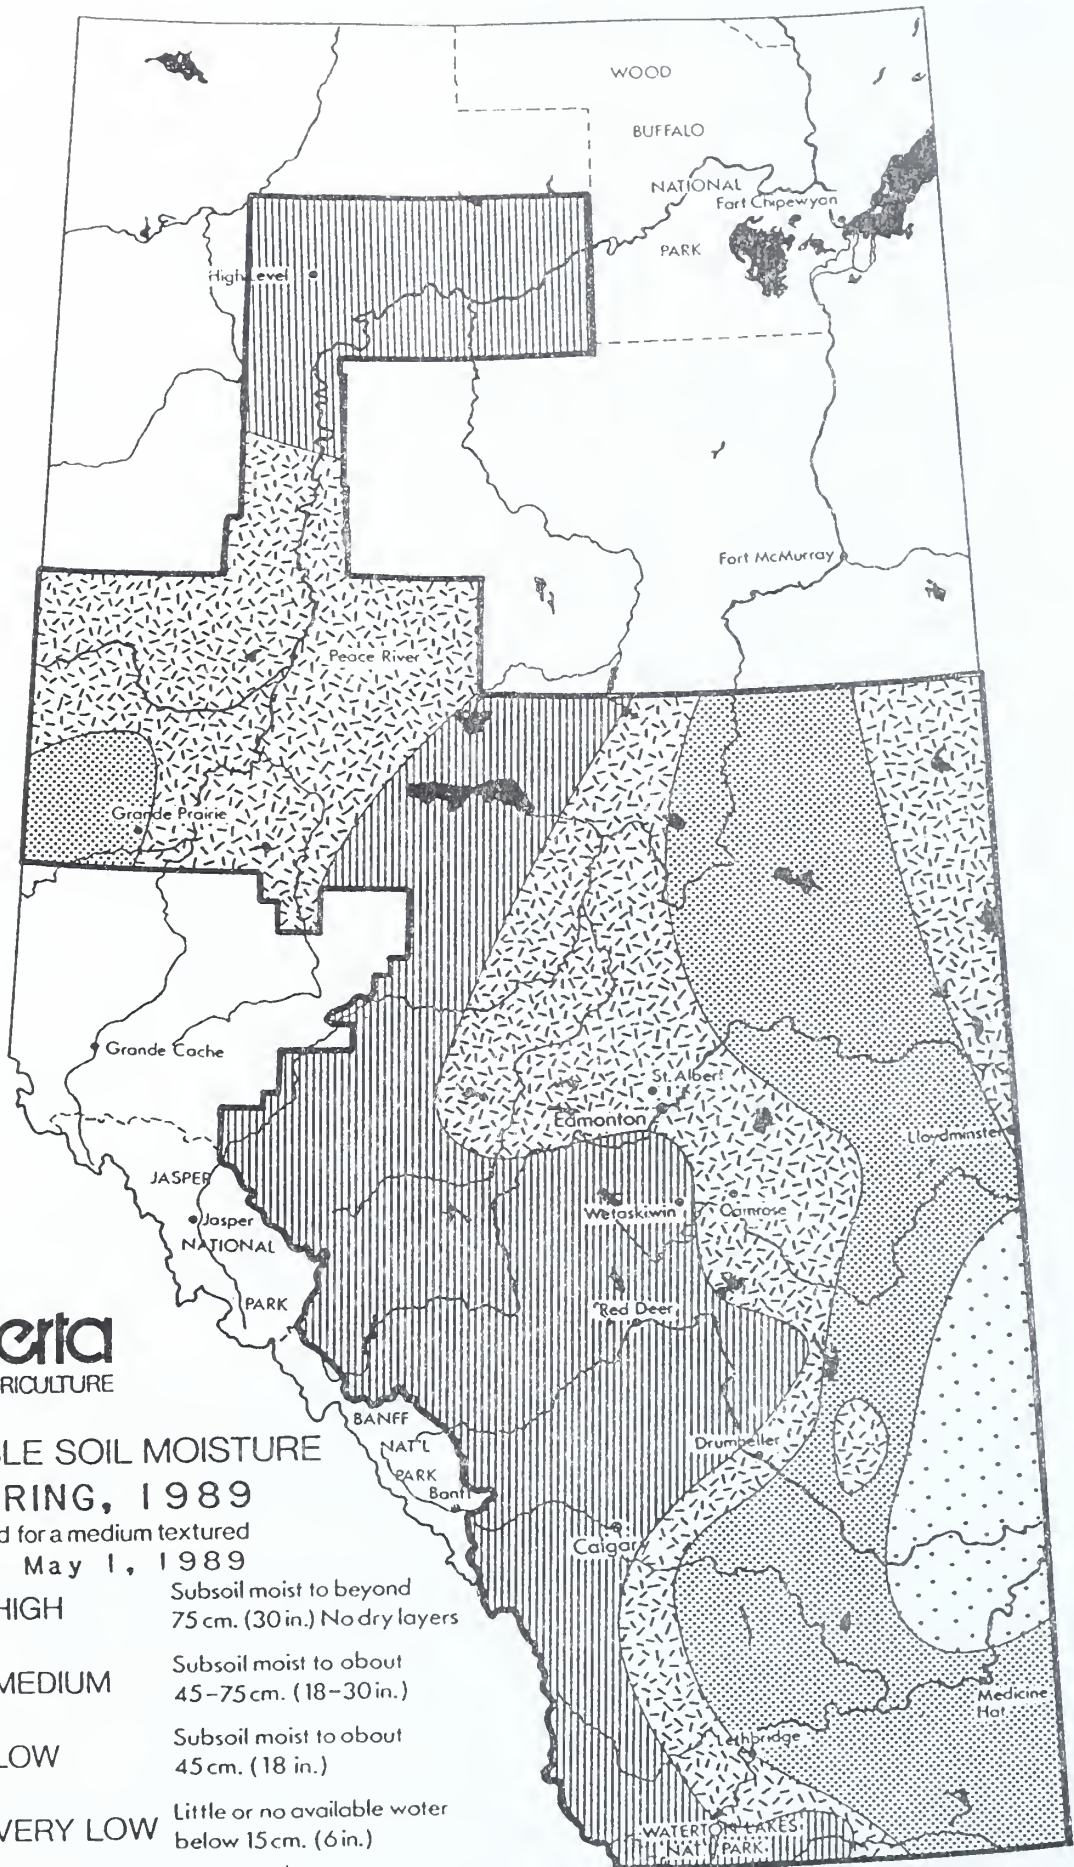 WOOD
BUFFALO
NATIONAL
Fort Chipewyan
PARK
High Level
Fort McMurray
Peace River
Grande Prairie
Grande Cache
St. Albert
Edmonton
Lloydminster
JASPER
Wetaskiwin
Camrose
Jasper
NATIONAL
PARK
Red Deer
erta
RICULTURE
BANFF
NAT'L
PARK
Banff
Drumheller
BLE SOIL MOISTURE
RING, 1989
d for a medium textured
May 1, 1989
Calgary
HIGH
Subsoil moist to beyond
75 cm. (30 in.) No dry layers
MEDIUM
Subsoil moist to about
45-75 cm. (18-30 in.)
Medicine
Hat
LOW
Subsoil moist to about
45 cm. (18 in.)
Lethbridge
VERY LOW
Little or no available water
below 15 cm. (6 in.)
WATERTON LAKES
NAT'L PARK